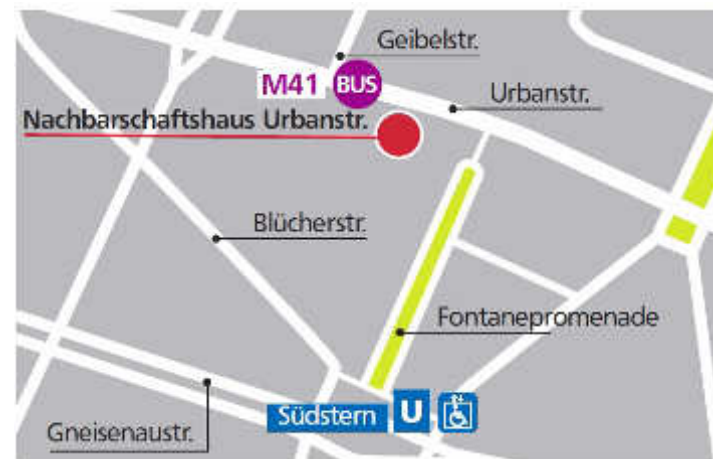 Geibelstr.
M41 BUS
Urbanstr.
Nachbarschaftshaus Urbanstr.
Blücherstr.
Fontanepromenade
Südstern U
Gneisenaustr.